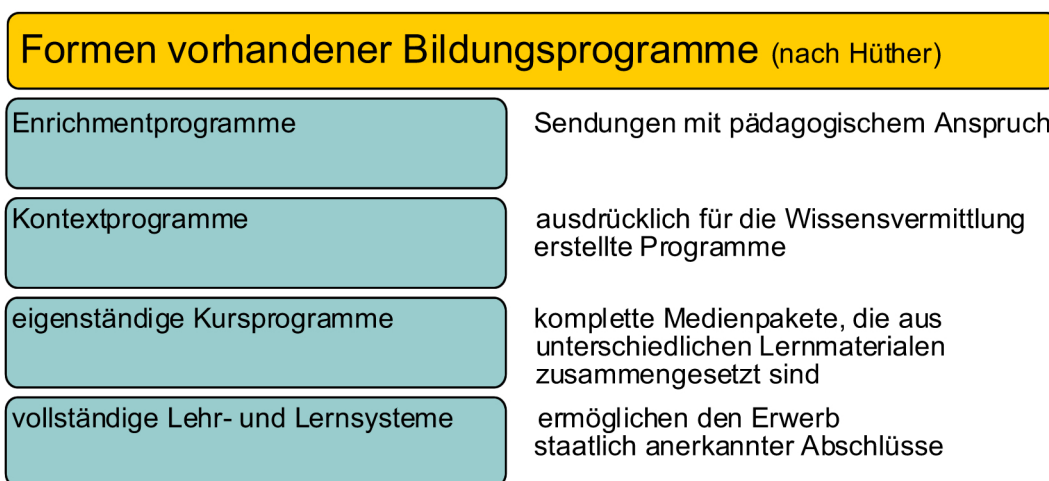 Formen vorhandener Bildungsprogramme (nach Hüther)
Enrichmentprogramme
Sendungen mit pädagogischem Anspruch
Kontextprogramme
ausdrücklich für die Wissensvermittlung
erstellte Programme
eigenständige Kursprogramme
komplette Medienpakete, die aus
unterschiedlichen Lernmaterialen
zusammengesetzt sind
vollständige Lehr- und Lernsysteme
ermöglichen den Erwerb
staatlich anerkannter Abschlüsse